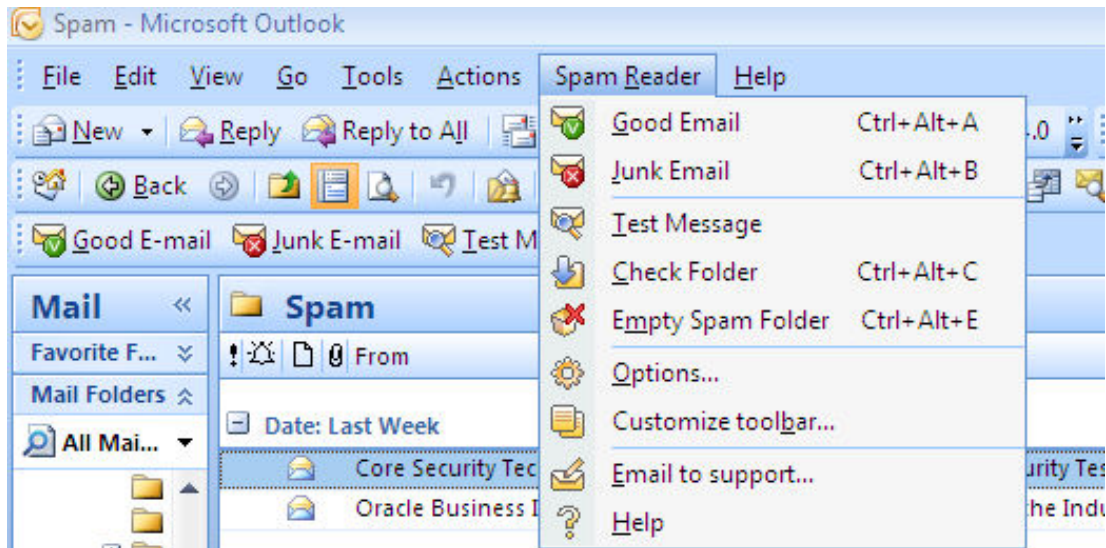 Spam - Microsoft Outlook
File Edit View Go Tools Actions Spam Reader Help
New Reply Reply to All
Back
Good E-mail Junk E-mail Test M
Good Email Ctrl+Alt+A
Junk Email Ctrl+Alt+B
Test Message
Check Folder Ctrl+Alt+C
Empty Spam Folder Ctrl+Alt+E
Options...
Customize toolbar...
Email to support...
Help
Mail «
Spam
Favorite F...
From
Mail Folders
Date: Last Week
All Mai...
Core Security Tec
urity Tes
Oracle Business I
he Indu
.0